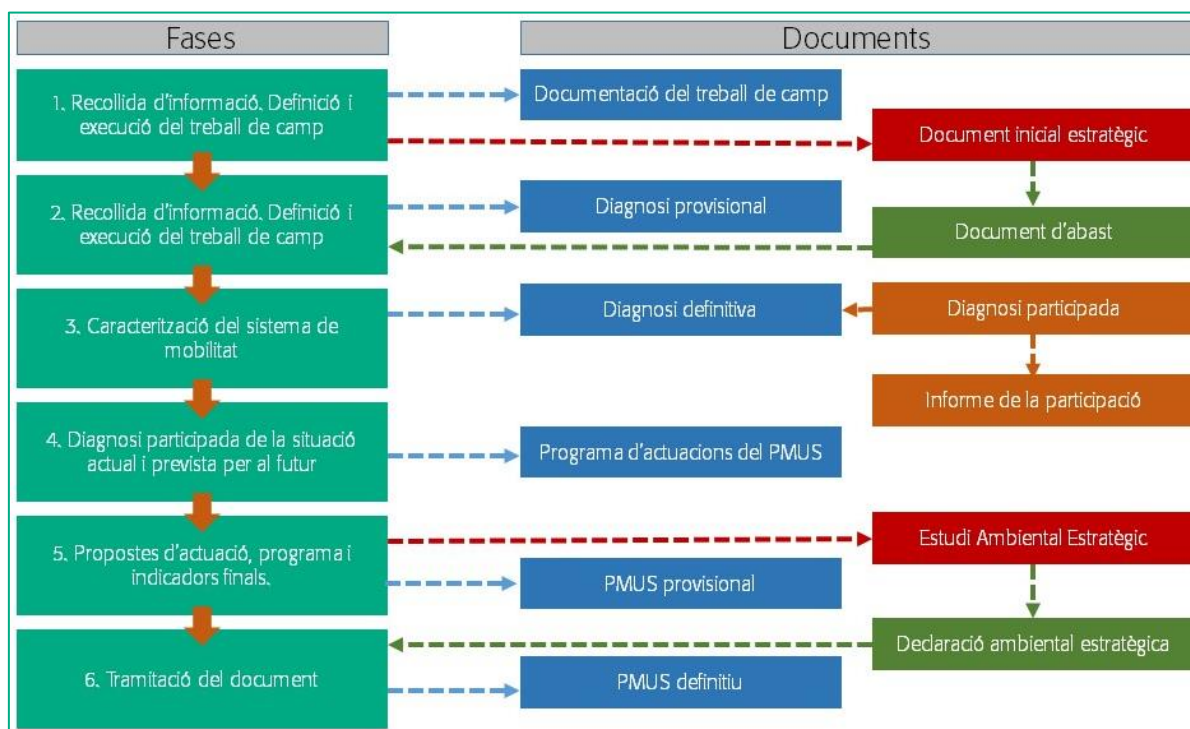 Fases
Documents
1. Recollida d'informació. Definició i
execució del treball de camp
Documentació del treball de camp
Document inicial estratègic
2. Recollida d'informació. Definició i
execució del treball de camp
Diagnosi provisional
Document d'abast
3. Caracterització del sistema de
mobilitat
Diagnosi definitiva
Diagnosi participada
Informe de la participació
4. Diagnosi participada de la situació
actual i prevista per al futur
Programa d'actuacions del PMUS
5. Propostes d'actuació, programa i
indicadors finals.
Estudi Ambiental Estratègic
PMUS provisional
Declaració ambiental estratègica
6. Tramitació del document
PMUS definitiu